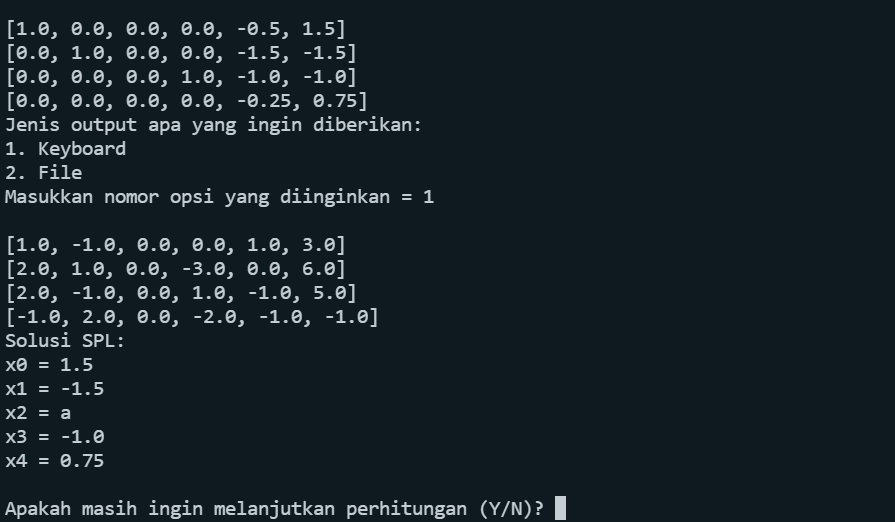 [1.0, 0.0, 0.0, 0.0, -0.5, 1.5]
[0.0, 1.0, 0.0, 0.0, -1.5, -1.5]
[0.0, 0.0, 0.0, 1.0, -1.0, -1.0]
[0.0, 0.0, 0.0, 0.0, -0.25, 0.75]
Jenis output apa yang ingin diberikan:
1. Keyboard
2. File
Masukkan nomor opsi yang diinginkan = 1
[1.0, -1.0, 0.0, 0.0, 1.0, 3.0]
[2.0, 1.0, 0.0, -3.0, 0.0, 6.0]
[2.0, -1.0, 0.0, 1.0, -1.0, 5.0]
[-1.0, 2.0, 0.0, -2.0, -1.0, -1.0]
Solusi SPL:
x0 = 1.5
x1 = -1.5
x2 = a
x3 = -1.0
x4 = 0.75
Apakah masih ingin melanjutkan perhitungan (Y/N)?